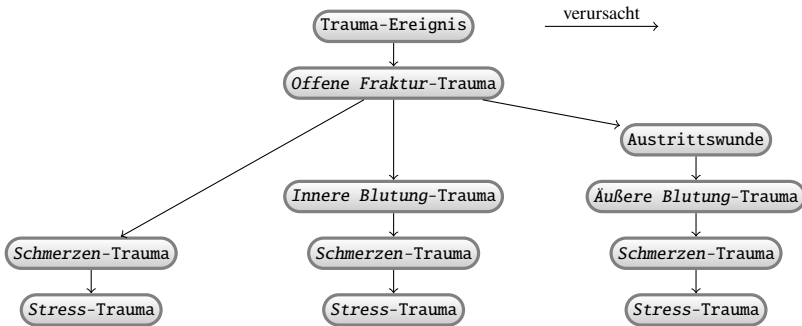 Trauma-Ereignis
verursacht
Offene Fraktur-Trauma
Austrittswunde
Innere Blutung-Trauma
Äußere Blutung-Trauma
Schmerzen-Trauma
Schmerzen-Trauma
Schmerzen-Trauma
Stress-Trauma
Stress-Trauma
Stress-Trauma